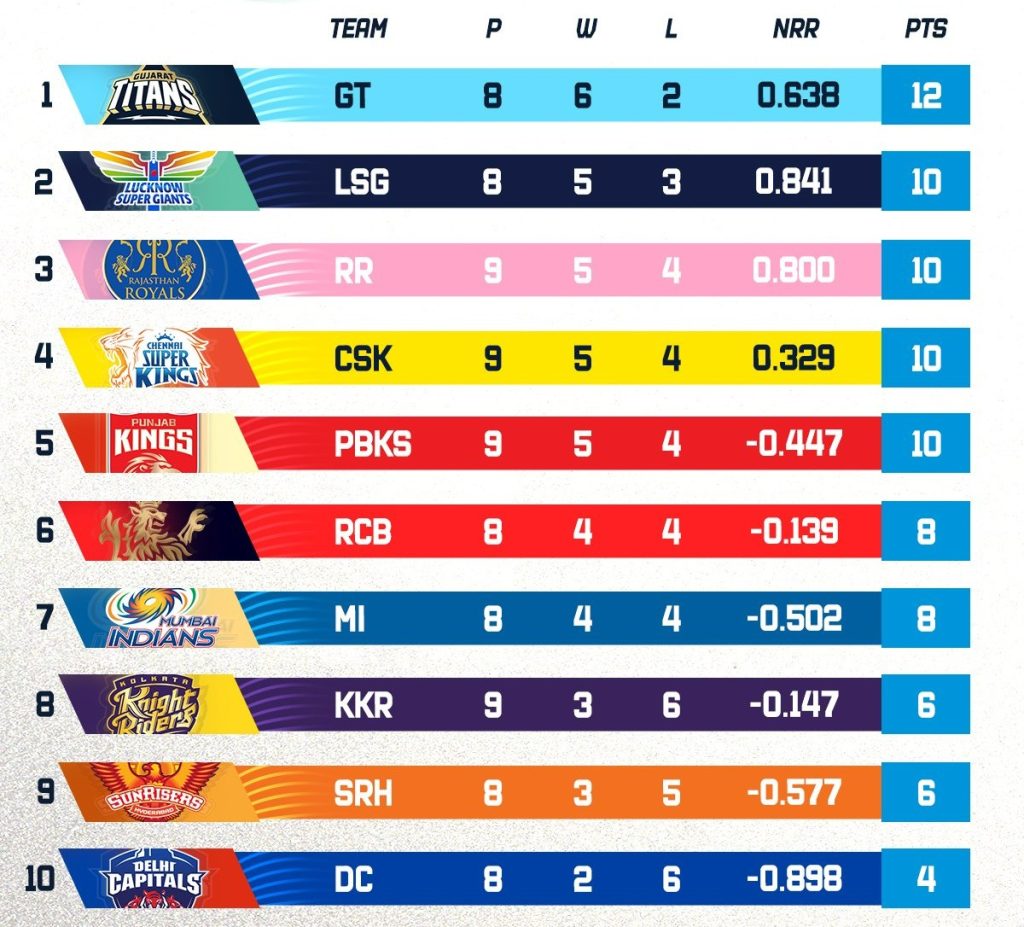 TEAM P W L NRR PTS
1 GUJARAT TITANS GT 8 6 2 0.638 12
2 LUCKNOW SUPER GIANTS LSG 8 5 3 0.841 10
3 RR RAJASTHAN ROYALS RR 9 5 4 0.800 10
4 CHENNAI SUPER KINGS CSK 9 5 4 0.329 10
5 PUNJAB KINGS PBKS 9 5 4 -0.447 10
6 RCB 8 4 4 -0.139 8
7 MUMBAI INDIANS MI 8 4 4 -0.502 8
8 KOLKATA Knight Riders KKR 9 3 6 -0.147 6
9 SUNRISERS HYDERABAD SRH 8 3 5 -0.577 6
10 DELHI CAPITALS DC 8 2 6 -0.898 4